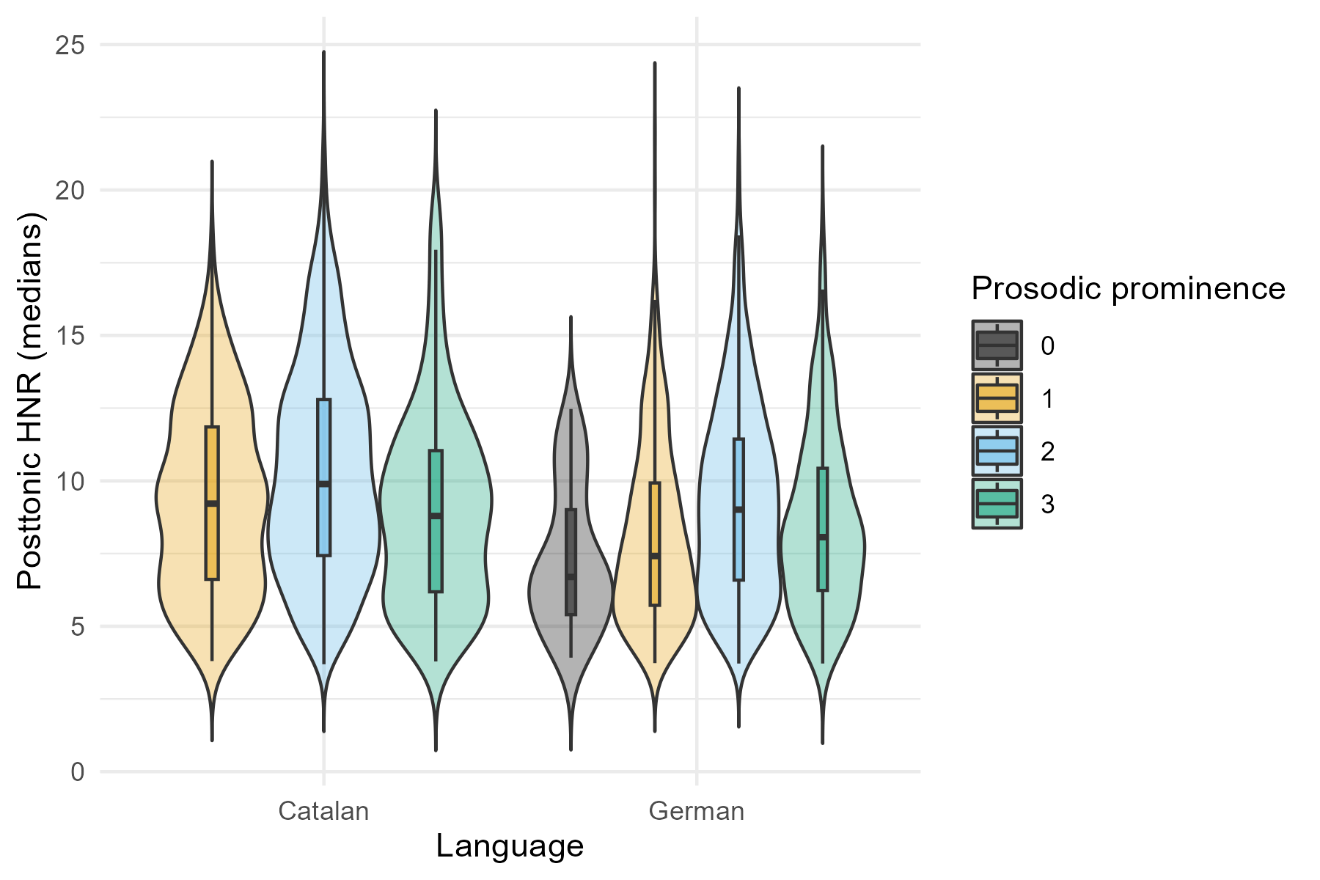 Posttonic HNR (medians)
25
20
15
10
5
0
Catalan
German
Language
Prosodic prominence
0
1
2
3